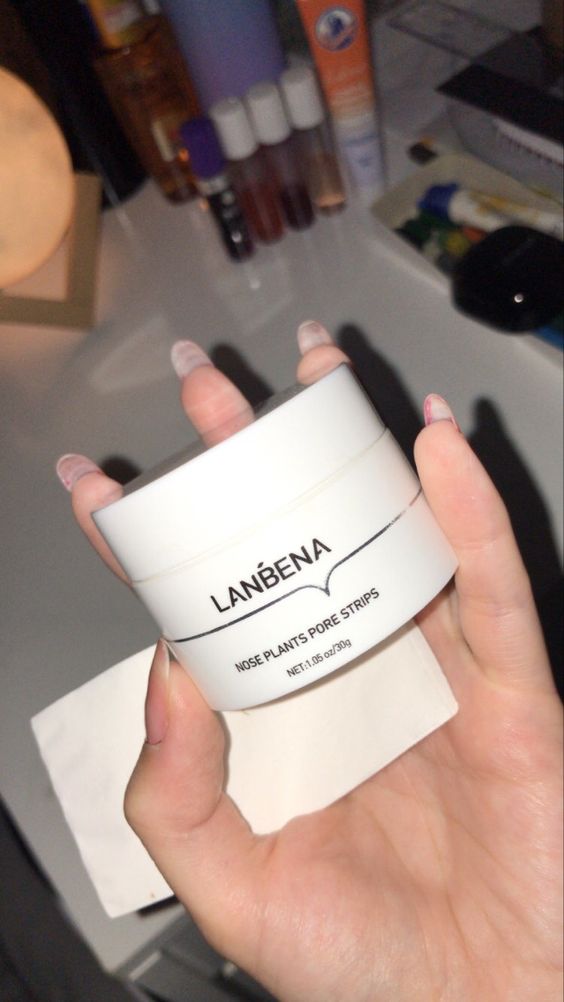 LANBENA
NOSE PLANTS PORE STRIPS
NET:1.05 oz/30g